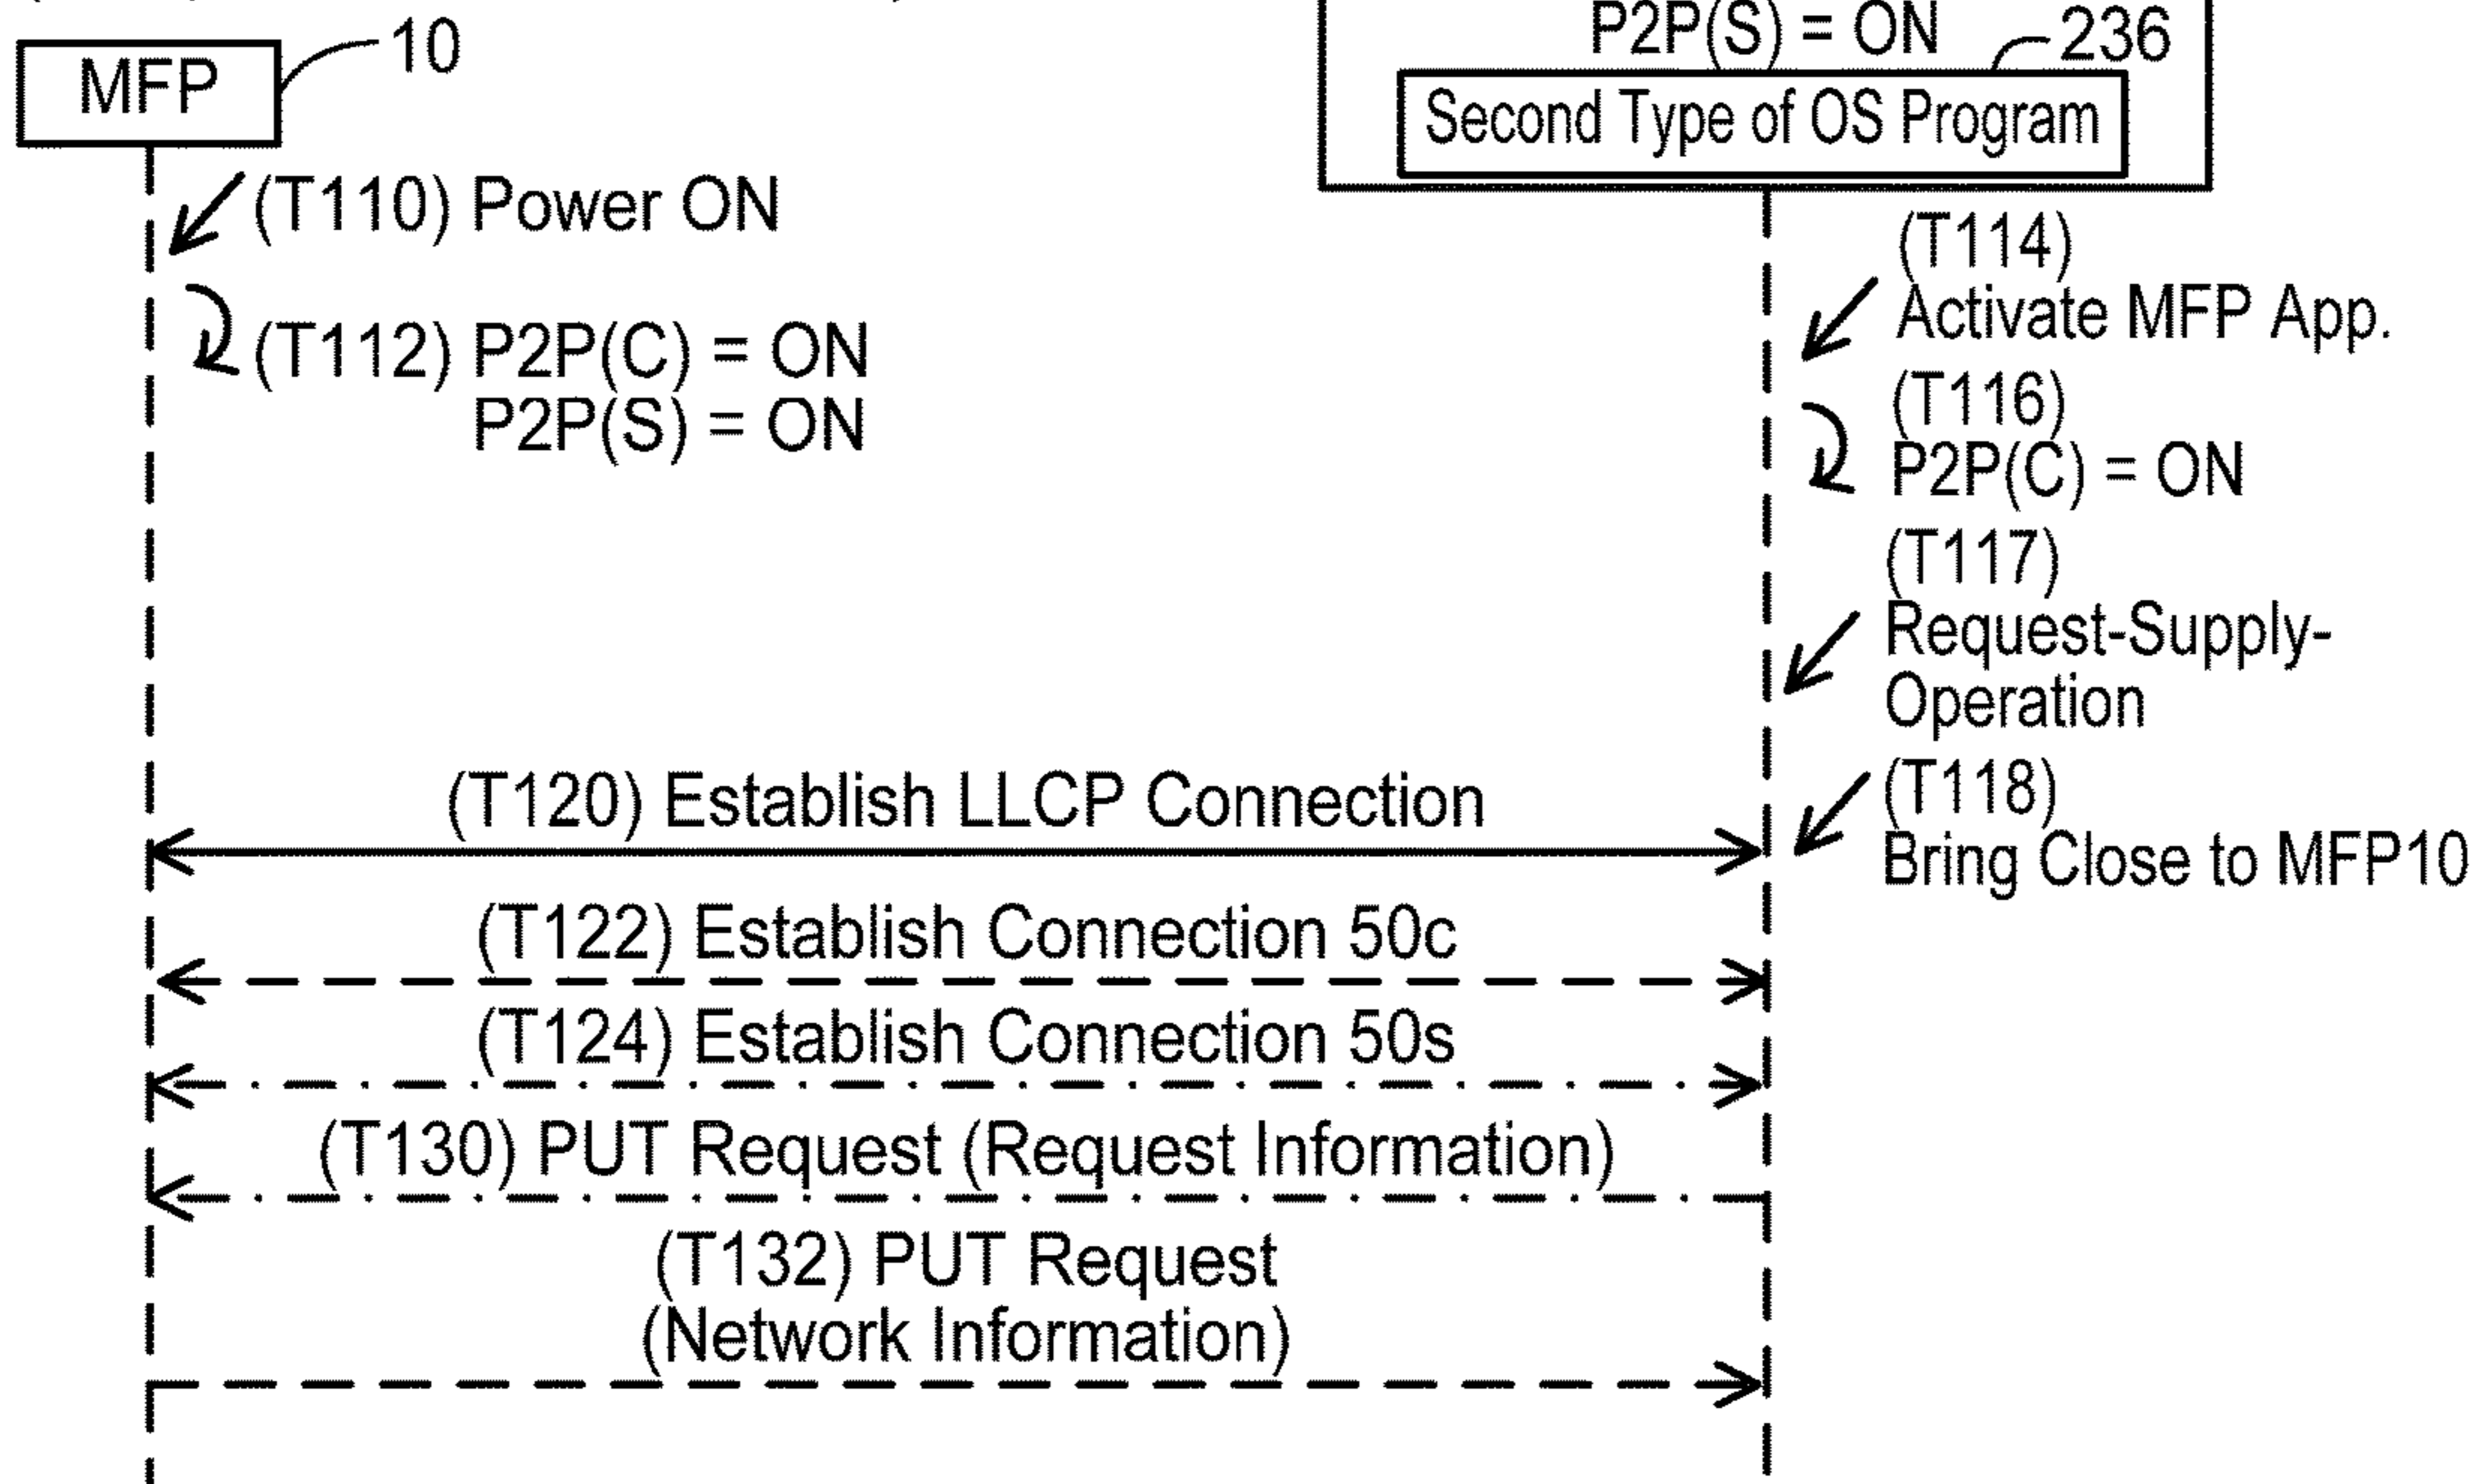 P2P(S) = ON
10
236
MFP
Second Type of OS Program
(T110) Power ON
(T114)
Activate MFP App.
(T112) P2P(C) = ON
P2P(S) = ON
(T116)
P2P(C) = ON
(T117)
Request-Supply-
Operation
(T120) Establish LLCP Connection
(T118)
Bring Close to MFP10
(T122) Establish Connection 50c
(T124) Establish Connection 50s
(T130) PUT Request (Request Information)
(T132) PUT Request
(Network Information)